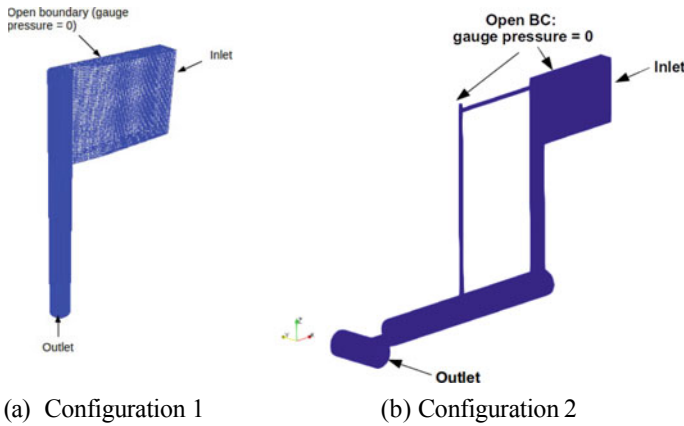 Open boundary (gauge
pressure = 0)
Inlet
Outlet
Open BC:
gauge pressure = 0
Inlet
Outlet
(a) Configuration 1
(b) Configuration 2